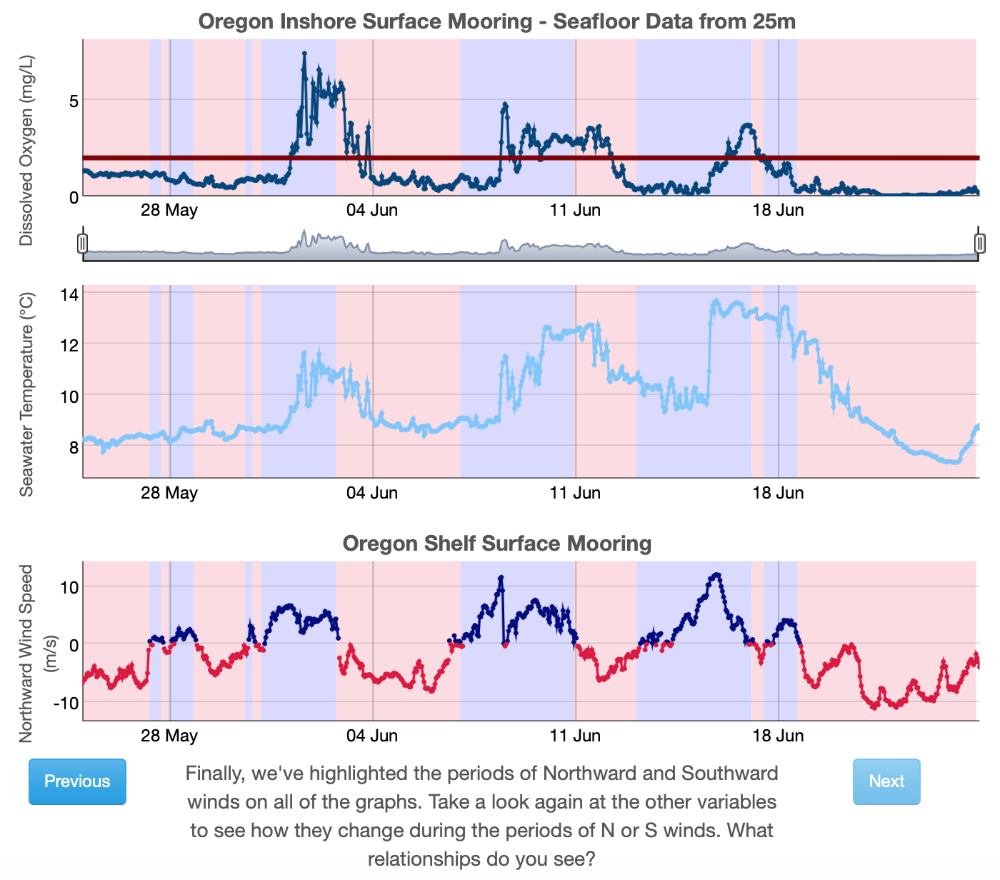 Oregon Inshore Surface Mooring - Seafloor Data from 25m
Dissolved Oxygen (mg/L)
5
0
28 May
04 Jun
11 Jun
18 Jun
Seawater Temperature (°C)
14
12
10
8
28 May
04 Jun
11 Jun
18 Jun
Oregon Shelf Surface Mooring
Northward Wind Speed
(m/s)
10
0
-10
28 May
04 Jun
11 Jun
18 Jun
Previous
Finally, we've highlighted the periods of Northward and Southward
winds on all of the graphs. Take a look again at the other variables
to see how they change during the periods of N or S winds. What
relationships do you see?
Next